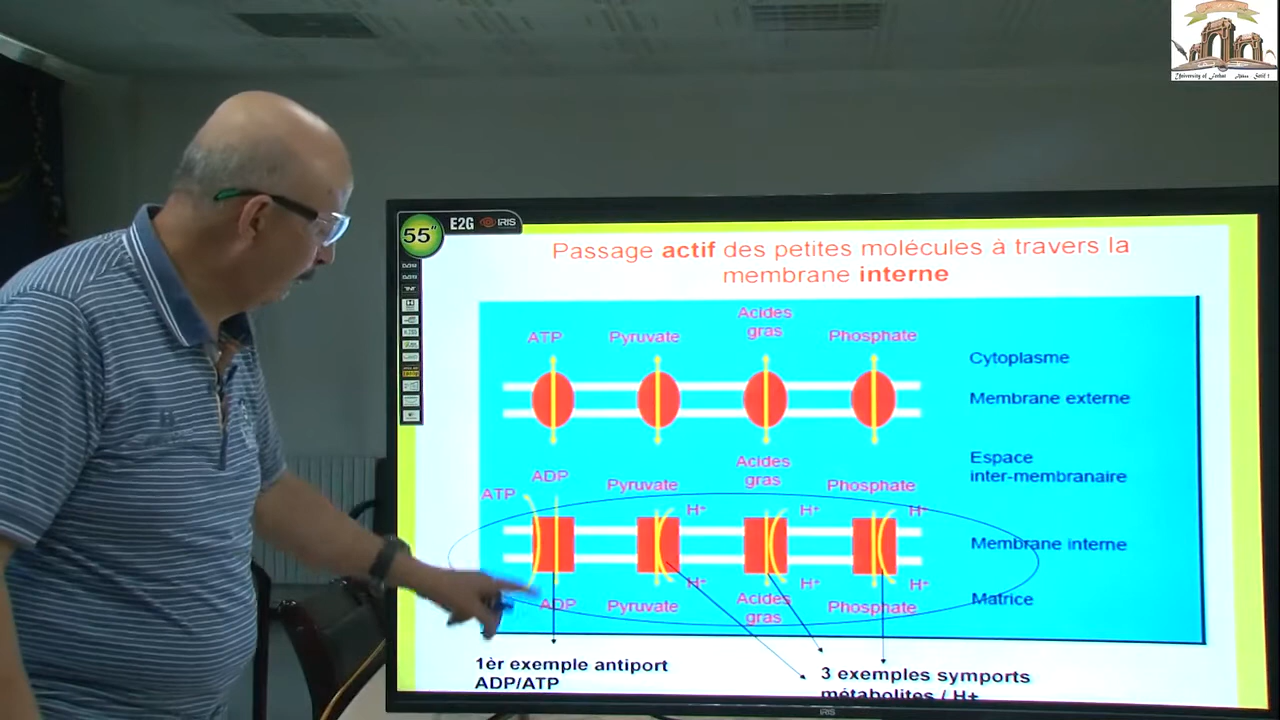 55"
E2G IRIS
Passage actif des petites molécules à travers la
membrane interne
ATP
Pyruvate
Acides
gras
Phosphate
Cytoplasme
Membrane externe
Espace
inter-membranaire
ATP
ADP
Pyruvate
Acides
gras
Phosphate
H+
H+
H+
Membrane interne
H+
H+
H+
ADP
Pyruvate
Acides
gras
Phosphate
Matrice
1èr exemple antiport
ADP/ATP
3 exemples symports
métabolites / H+
IRIS